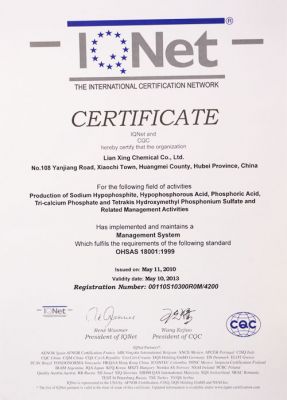 IQNet®
THE INTERNATIONAL CERTIFICATION NETWORK
CERTIFICATE
IQNet and
CQC
hereby certify that the organization
Lian Xing Chemical Co., Ltd.
No.108 Yanjiang Road, Xiaochi Town, Huangmei County, Hubei Province, China
For the following field of activities
Production of Sodium Hypophosphite, Hypophosphorous Acid, Phosphoric Acid,
Tri-calcium Phosphate and Tetrakis Hydroxymethyl Phosphonium Sulfate and
Related Management Activities
Has implemented and maintains a
Management System
Which fulfils the requirements of the following standard
OHSAS 18001:1999
Issued on: May 11, 2010
Validity date: May 10, 2013
Registration Number: 00110S10300R0M/4200
IQNet
René Wasmer
President of IQNet
Wang Kejiao
President of CQC
CQC
IQNet Partners*: